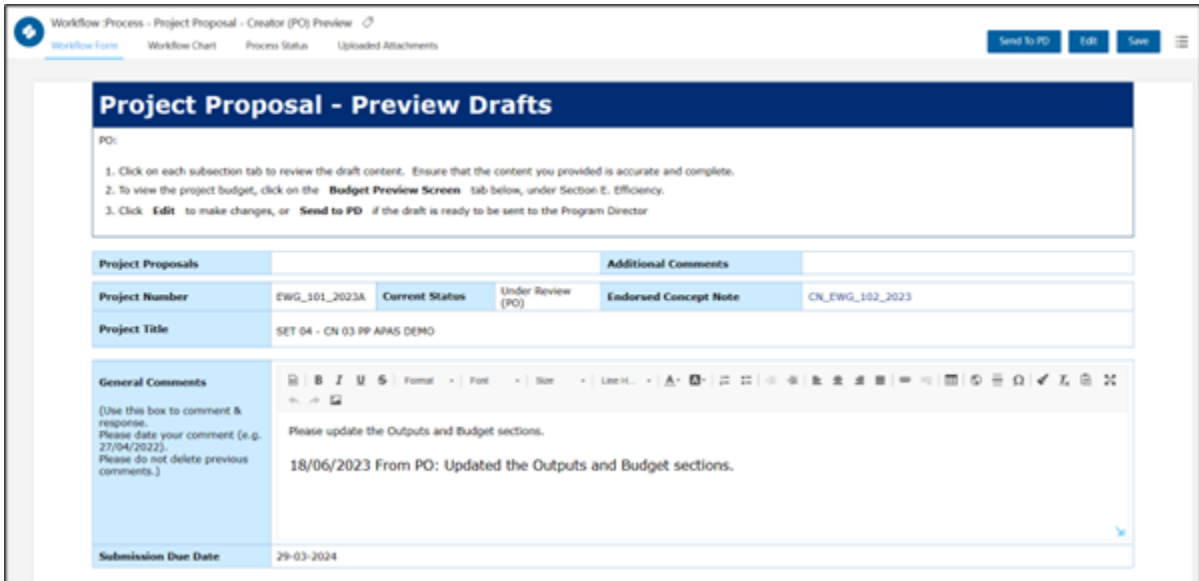 Workflow :Process - Project Proposal - Creator (PO) Preview
Workflow Form Workflow Chart Process Status Uploaded Attachments
Send To PD Edit Save
Project Proposal - Preview Drafts
PO:
1. Click on each subsection tab to review the draft content. Ensure that the content you provided is accurate and complete.
2. To view the project budget, click on the Budget Preview Screen tab below, under Section E. Efficiency.
3. Click Edit to make changes, or Send to PD if the draft is ready to be sent to the Program Director
Project Proposals Additional Comments
Project Number EWG_101_2023A Current Status Under Review (PO) Endorsed Concept Note CN_EWG_102_2023
Project Title SET 04 - CN 03 PP APAS DEMO
General Comments
(Use this box to comment &
response.
Please date your comment (e.g.
27/04/2022).
Please do not delete previous
comments.)
B I U S Format Font Size Line H...
Please update the Outputs and Budget sections.
18/06/2023 From PO: Updated the Outputs and Budget sections.
Submission Due Date 29-03-2024